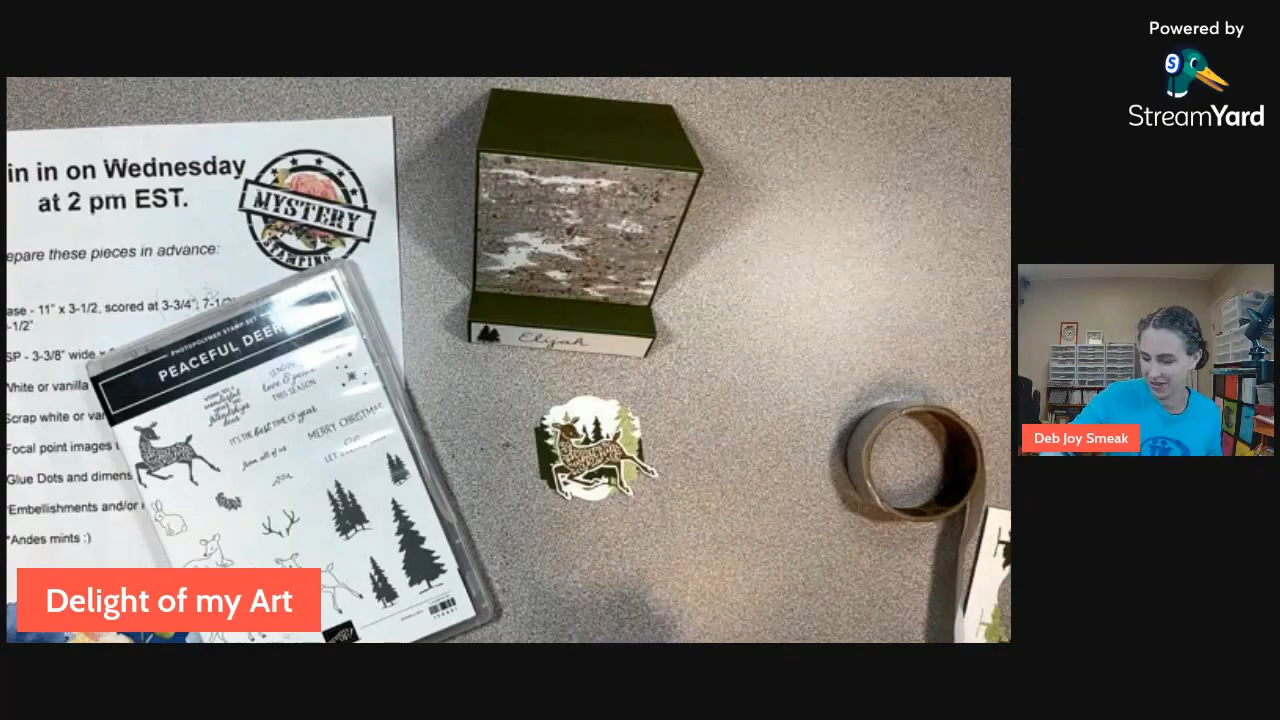 Powered by
StreamYard
in in on Wednesday
at 2 pm EST.
MYSTERY
STAMPING
epare these pieces in advance:
ase - 11" x 3-1/2, scored at 3-3/4", 7-1/2
-1/2"
SP - 3-3/8" wide
White or vanilla
Scrap white or va
Focal point images
Glue Dots and dimens
*Embellishments and/or
*Andes mints :)
PHOTOPOLYMER STAMP SET
PEACEFUL DEER
love & peace
THIS SEASON
wonderful
IT'S THE best TIME OF year
MERRY CHRISTMAS
from all of us
Elijah
Deb Joy Smeak
Delight of my Art